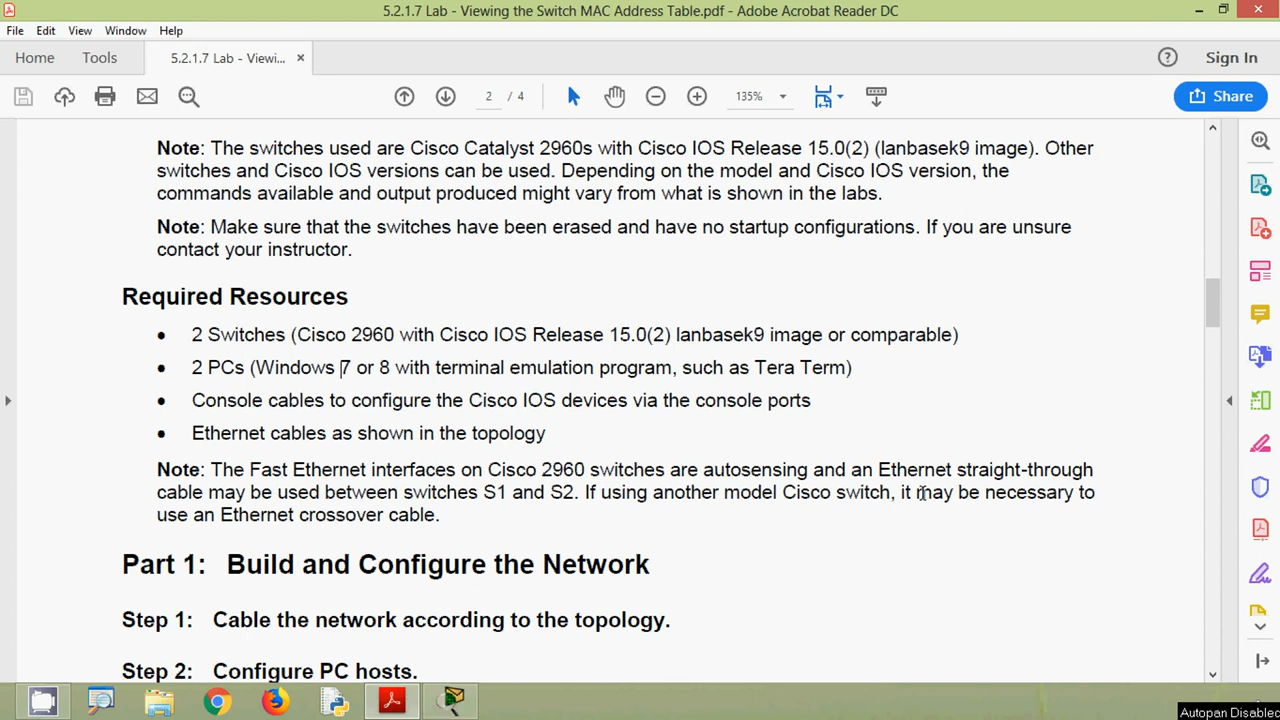 5.2.1.7 Lab - Viewing the Switch MAC Address Table.pdf - Adobe Acrobat Reader DC
File Edit View Window Help
Home Tools 5.2.1.7 Lab - Viewi... × Sign In
2 / 4 135% Share
Note: The switches used are Cisco Catalyst 2960s with Cisco IOS Release 15.0(2) (lanbasek9 image). Other
switches and Cisco IOS versions can be used. Depending on the model and Cisco IOS version, the
commands available and output produced might vary from what is shown in the labs.
Note: Make sure that the switches have been erased and have no startup configurations. If you are unsure
contact your instructor.
Required Resources
• 2 Switches (Cisco 2960 with Cisco IOS Release 15.0(2) lanbasek9 image or comparable)
• 2 PCs (Windows 7 or 8 with terminal emulation program, such as Tera Term)
• Console cables to configure the Cisco IOS devices via the console ports
• Ethernet cables as shown in the topology
Note: The Fast Ethernet interfaces on Cisco 2960 switches are autosensing and an Ethernet straight-through
cable may be used between switches S1 and S2. If using another model Cisco switch, it may be necessary to
use an Ethernet crossover cable.
Part 1: Build and Configure the Network
Step 1: Cable the network according to the topology.
Step 2: Configure PC hosts.
Autopan Disabled